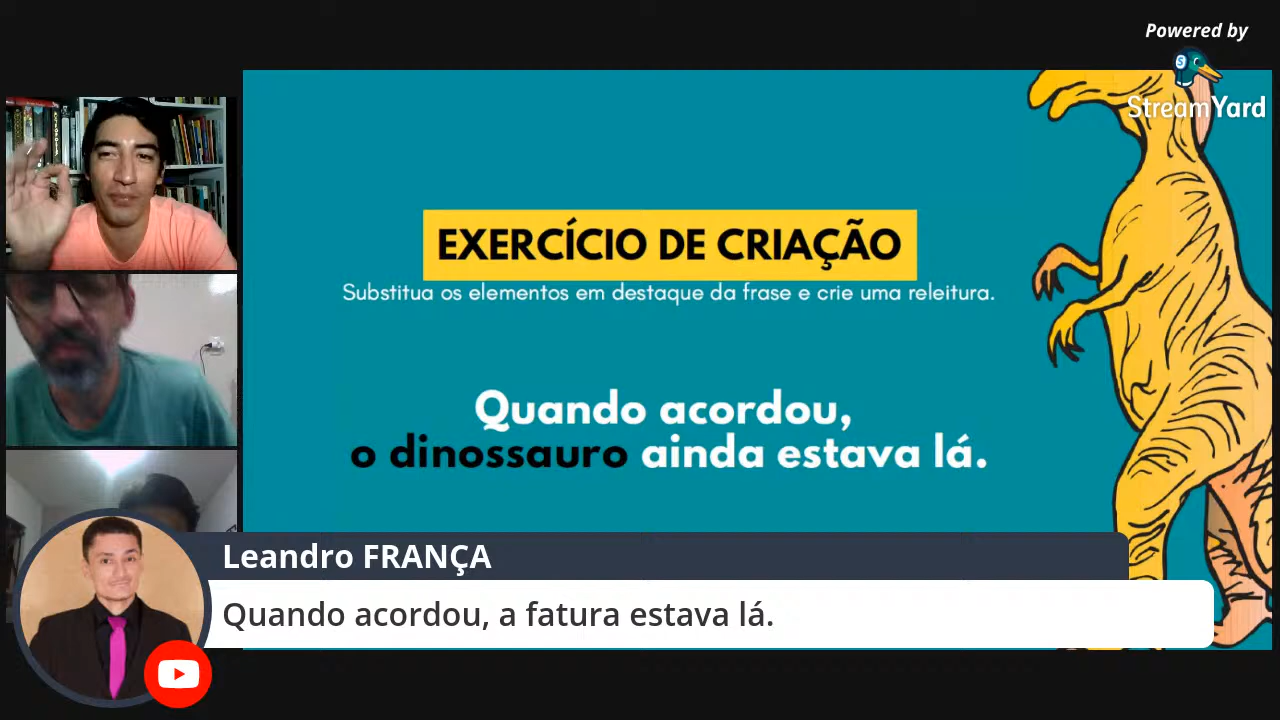 Powered by
StreamYard
EXERCÍCIO DE CRIAÇÃO
Substitua os elementos em destaque da frase e crie uma releitura.
Quando acordou,
o dinossauro ainda estava lá.
Leandro FRANÇA
Quando acordou, a fatura estava lá.